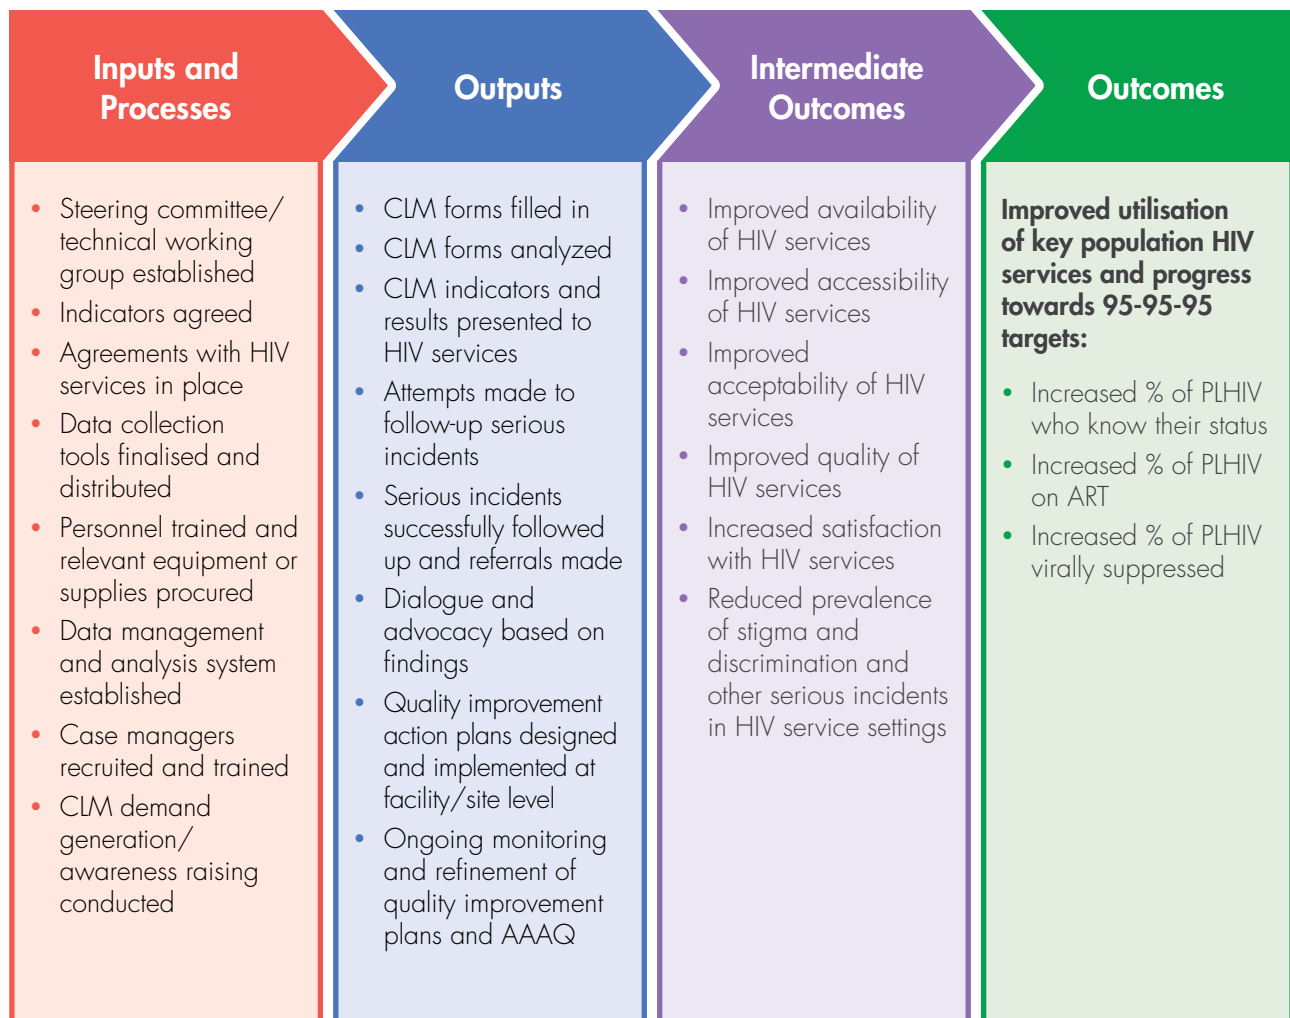 Inputs and
Processes
• Steering committee/
technical working
group established
• Indicators agreed
• Agreements with HIV
services in place
• Data collection
tools finalised and
distributed
• Personnel trained and
relevant equipment or
supplies procured
• Data management
and analysis system
established
• Case managers
recruited and trained
• CLM demand
generation/
awareness raising
conducted
Outputs
• CLM forms filled in
• CLM forms analyzed
• CLM indicators and
results presented to
HIV services
• Attempts made to
follow-up serious
incidents
• Serious incidents
successfully followed
up and referrals made
• Dialogue and
advocacy based on
findings
• Quality improvement
action plans designed
and implemented at
facility/site level
• Ongoing monitoring
and refinement of
quality improvement
plans and AAAQ
Intermediate
Outcomes
• Improved availability
of HIV services
• Improved accessibility
of HIV services
• Improved
acceptability of HIV
services
• Improved quality of
HIV services
• Increased satisfaction
with HIV services
• Reduced prevalence
of stigma and
discrimination and
other serious incidents
in HIV service settings
Outcomes
Improved utilisation
of key population HIV
services and progress
towards 95-95-95
targets:
• Increased % of PLHIV
who know their status
• Increased % of PLHIV
on ART
• Increased % of PLHIV
virally suppressed